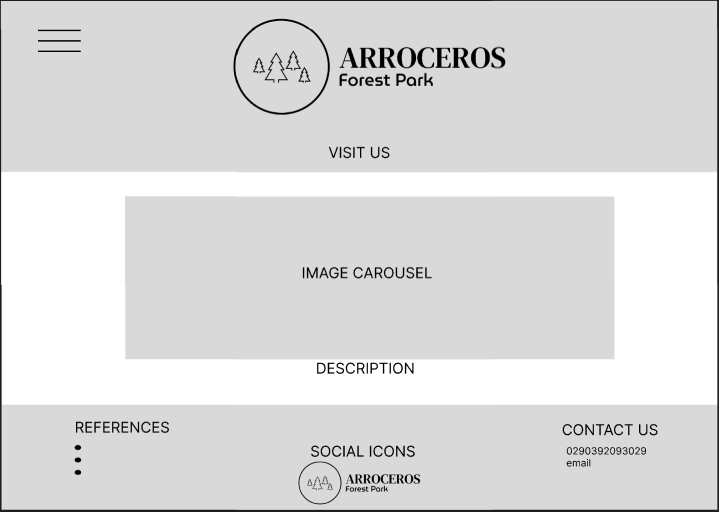 ARROCEROS
Forest Park
VISIT US
IMAGE CAROUSEL
DESCRIPTION
REFERENCES
SOCIAL ICONS
ARROCEROS
Forest Park
CONTACT US
0290392093029
email